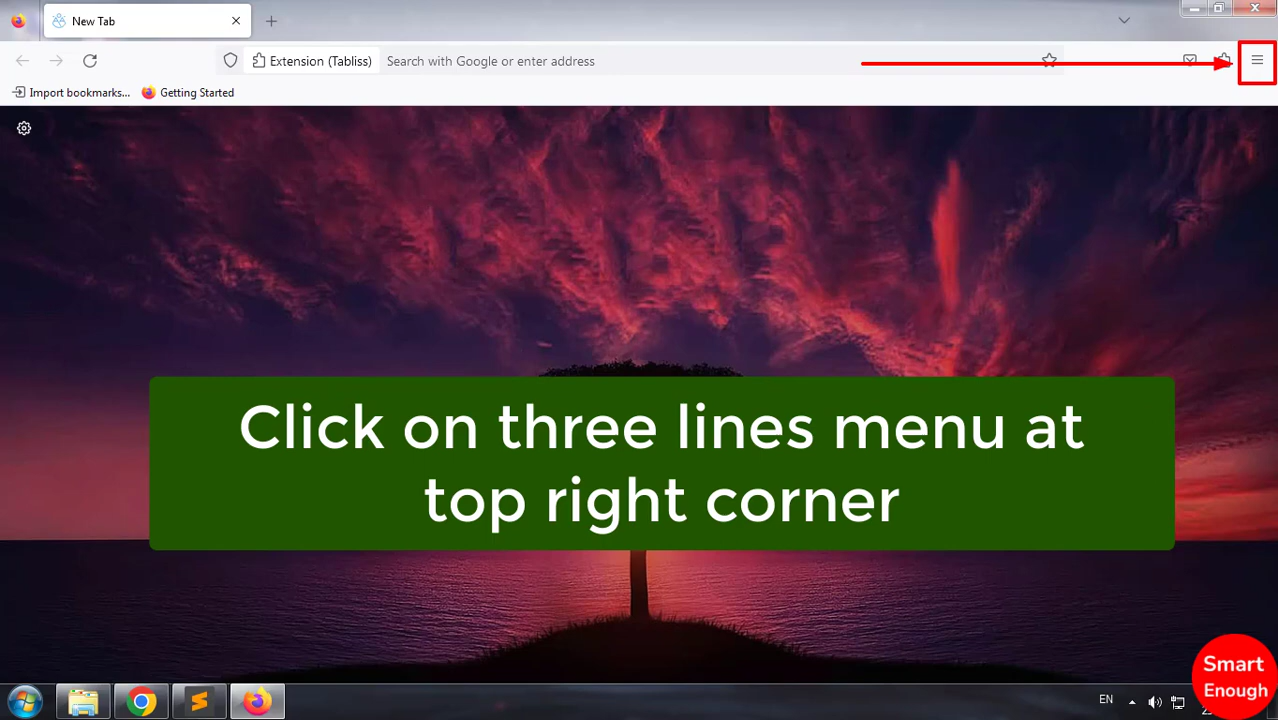 New Tab
Extension (Tabliss)
Search with Google or enter address
Import bookmarks...
Getting Started
Click on three lines menu at
top right corner
EN
Smart
Enough